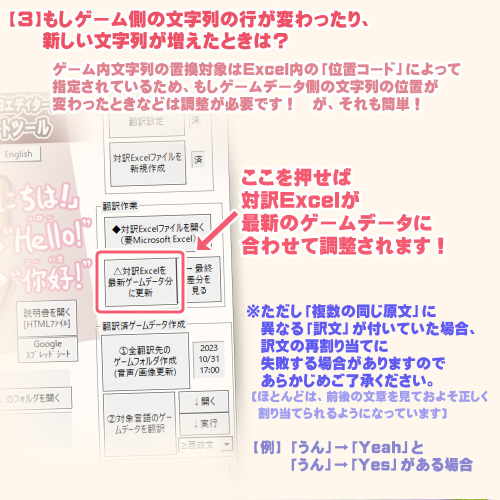 【3】もしゲーム側の文字列の行が変わったり、
新しい文字列が増えたときは？
ゲーム内文字列の置換対象はExcel内の「位置コード」によって
指定されているため、もしゲームデータ側の文字列の位置が
変わったときなどは調整が必要です！　が、それも簡単！
エディター
ートツール
English
にちは！」
「Hello!」
「你好!」
説明書を開く
[HTMLファイル]
Google
スプレッドシート
のフォルダを開く
翻訳設定
済
対訳Excelファイルを
新規作成
済
翻訳作業
◆対訳Excelファイルを開く
（要Microsoft Excel）
△対訳Excelを
最新ゲームデータ分
に更新
→ 最終
差分を
見る
翻訳済ゲームデータ作成
①全翻訳先の
ゲームフォルダ作成
（音声/画像更新）
2023
10/31
17:00
②対象言語のゲー
ムデータを翻訳
↓開く
↓実行
2:西欧文
ここを押せば
対訳Excelが
最新のゲームデータに
合わせて調整されます！
※ただし「複数の同じ原文」に
異なる「訳文」が付いていた場合、
訳文の再割り当てに
失敗する場合がありますので
あらかじめご了承ください。
（ほとんどは、前後の文章を見ておよそ正しく
割り当てられるようになっています）
【例】「うん」→「Yeah」と
「うん」→「Yes」がある場合